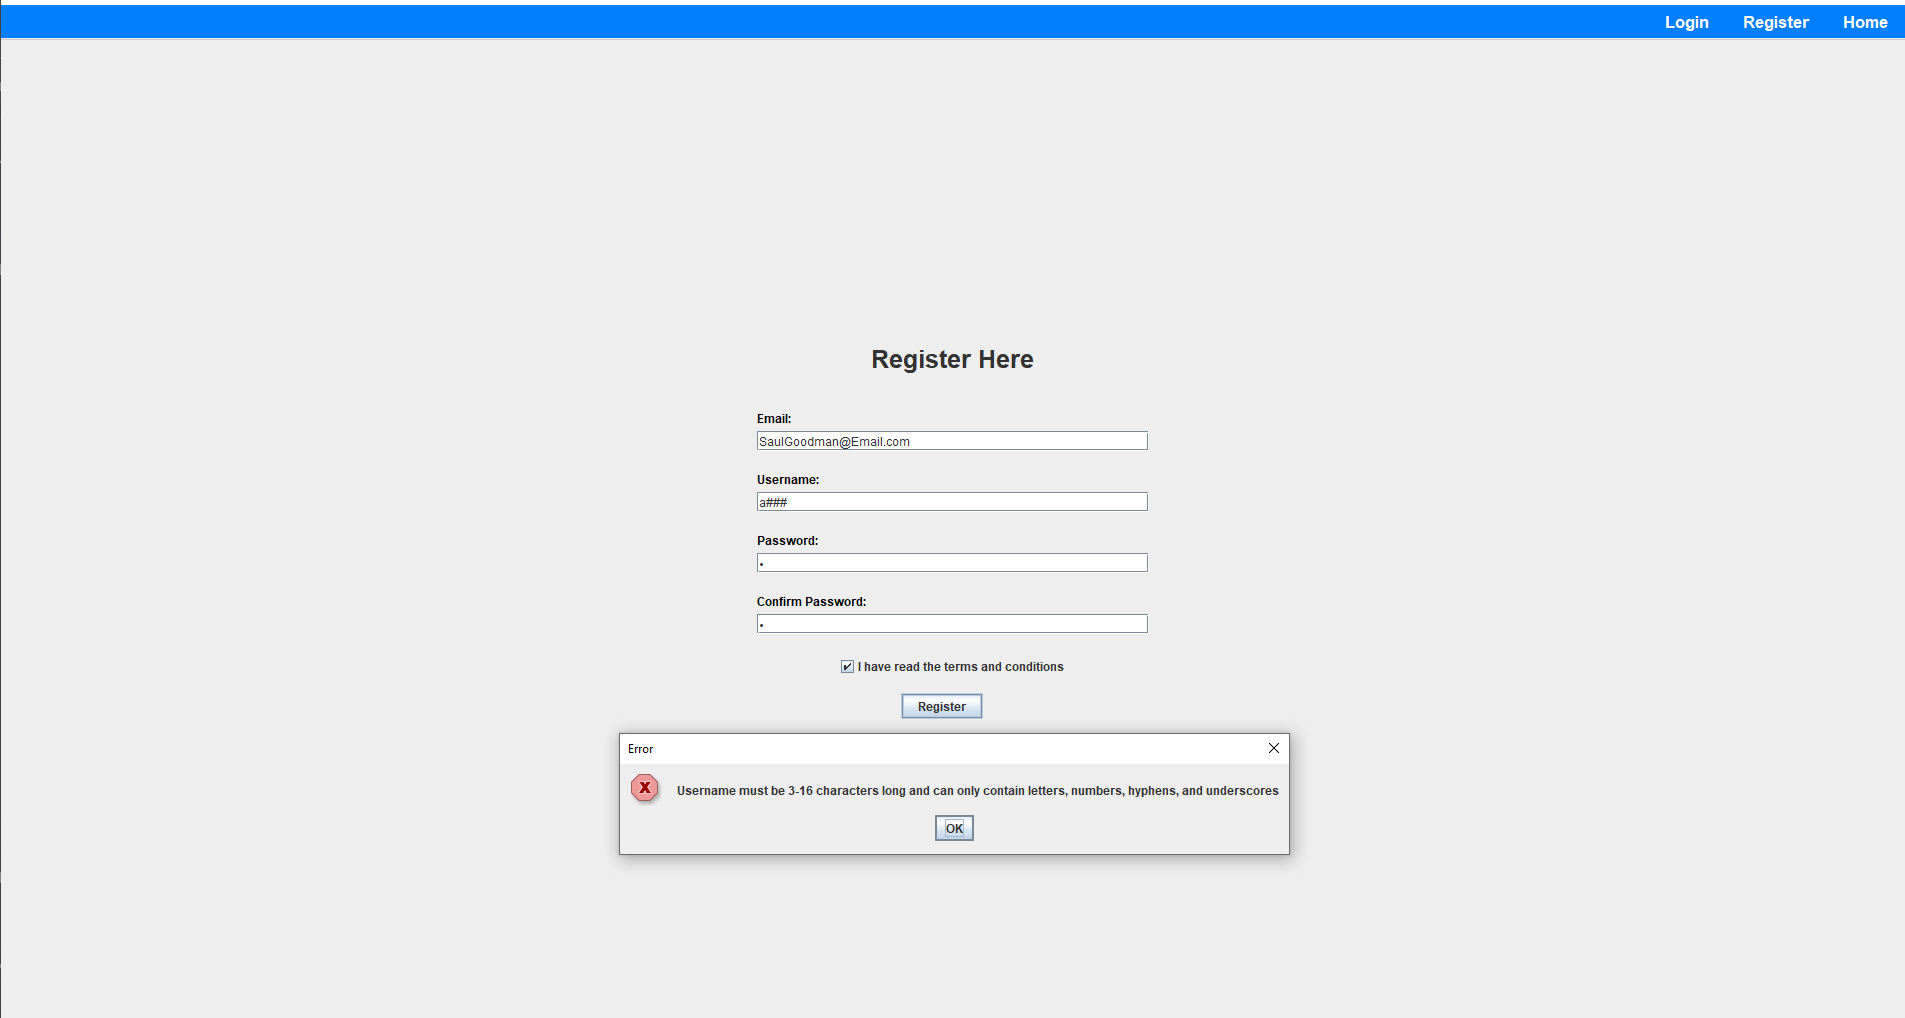 Login Register Home
Register Here
Email:
SaulGoodman@Email.com
Username:
a###
Password:
•
Confirm Password:
•
I have read the terms and conditions
Register
Error
Username must be 3-16 characters long and can only contain letters, numbers, hyphens, and underscores
OK